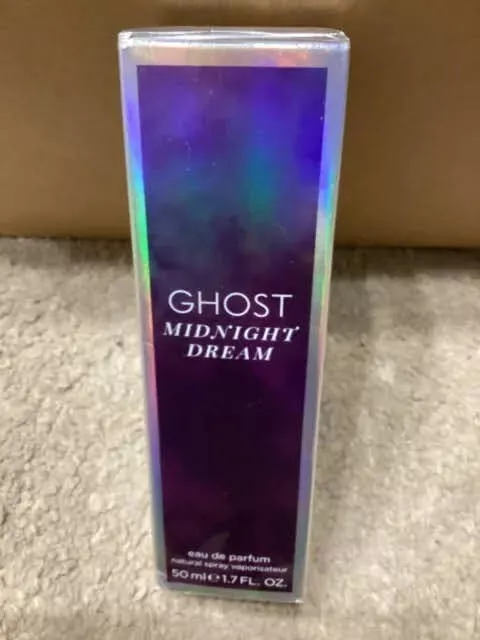 GHOST
MIDNIGHT
DREAM
eau de parfum
natural spray vaporisateur
50 ml e 1.7 FL. OZ.